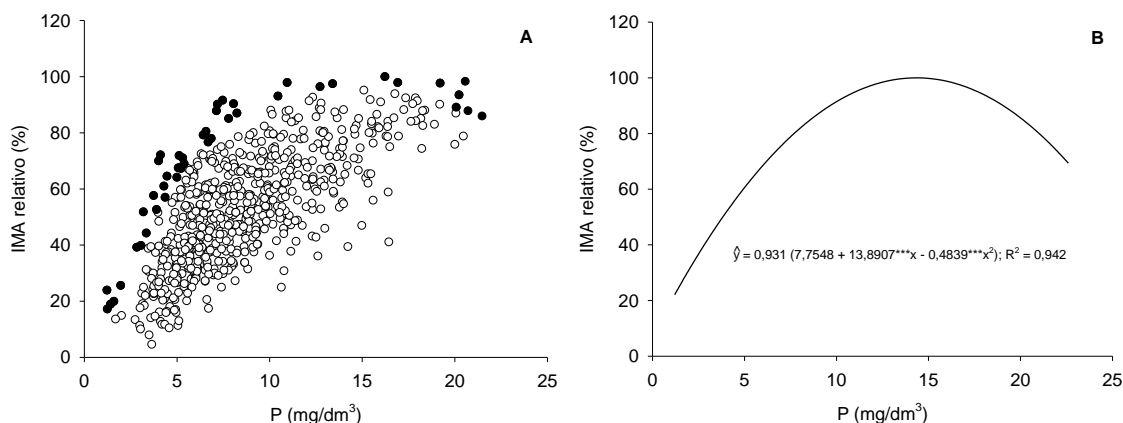 A
IMA relativo (%)
120
100
80
60
40
20
0
0 5 10 15 20 25
P (mg/dm³)
B
IMA relativo (%)
120
100
80
60
40
20
0
ŷ = 0,931 (7,7548 + 13,8907***x - 0,4839***x²); R² = 0,942
0 5 10 15 20 25
P (mg/dm³)